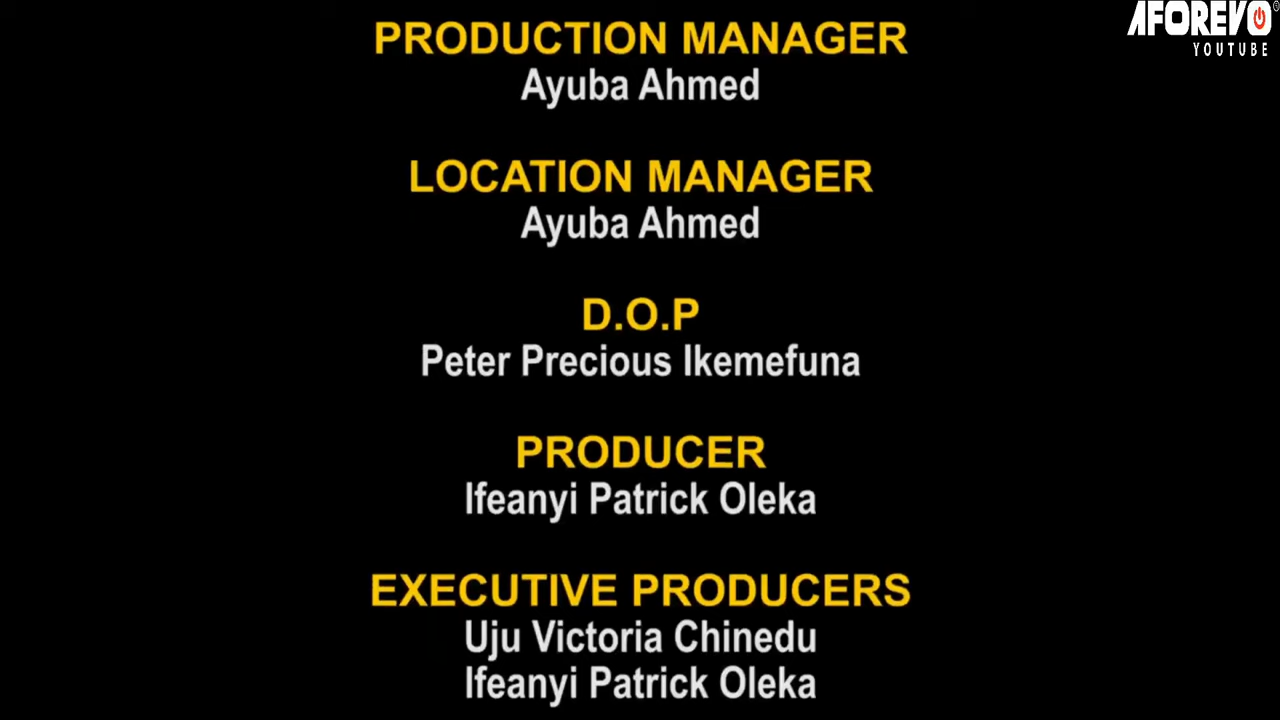 AFOREVO
YOUTUBE
PRODUCTION MANAGER
Ayuba Ahmed
LOCATION MANAGER
Ayuba Ahmed
D.O.P
Peter Precious Ikemefuna
PRODUCER
Ifeanyi Patrick Oleka
EXECUTIVE PRODUCERS
Uju Victoria Chinedu
Ifeanyi Patrick Oleka